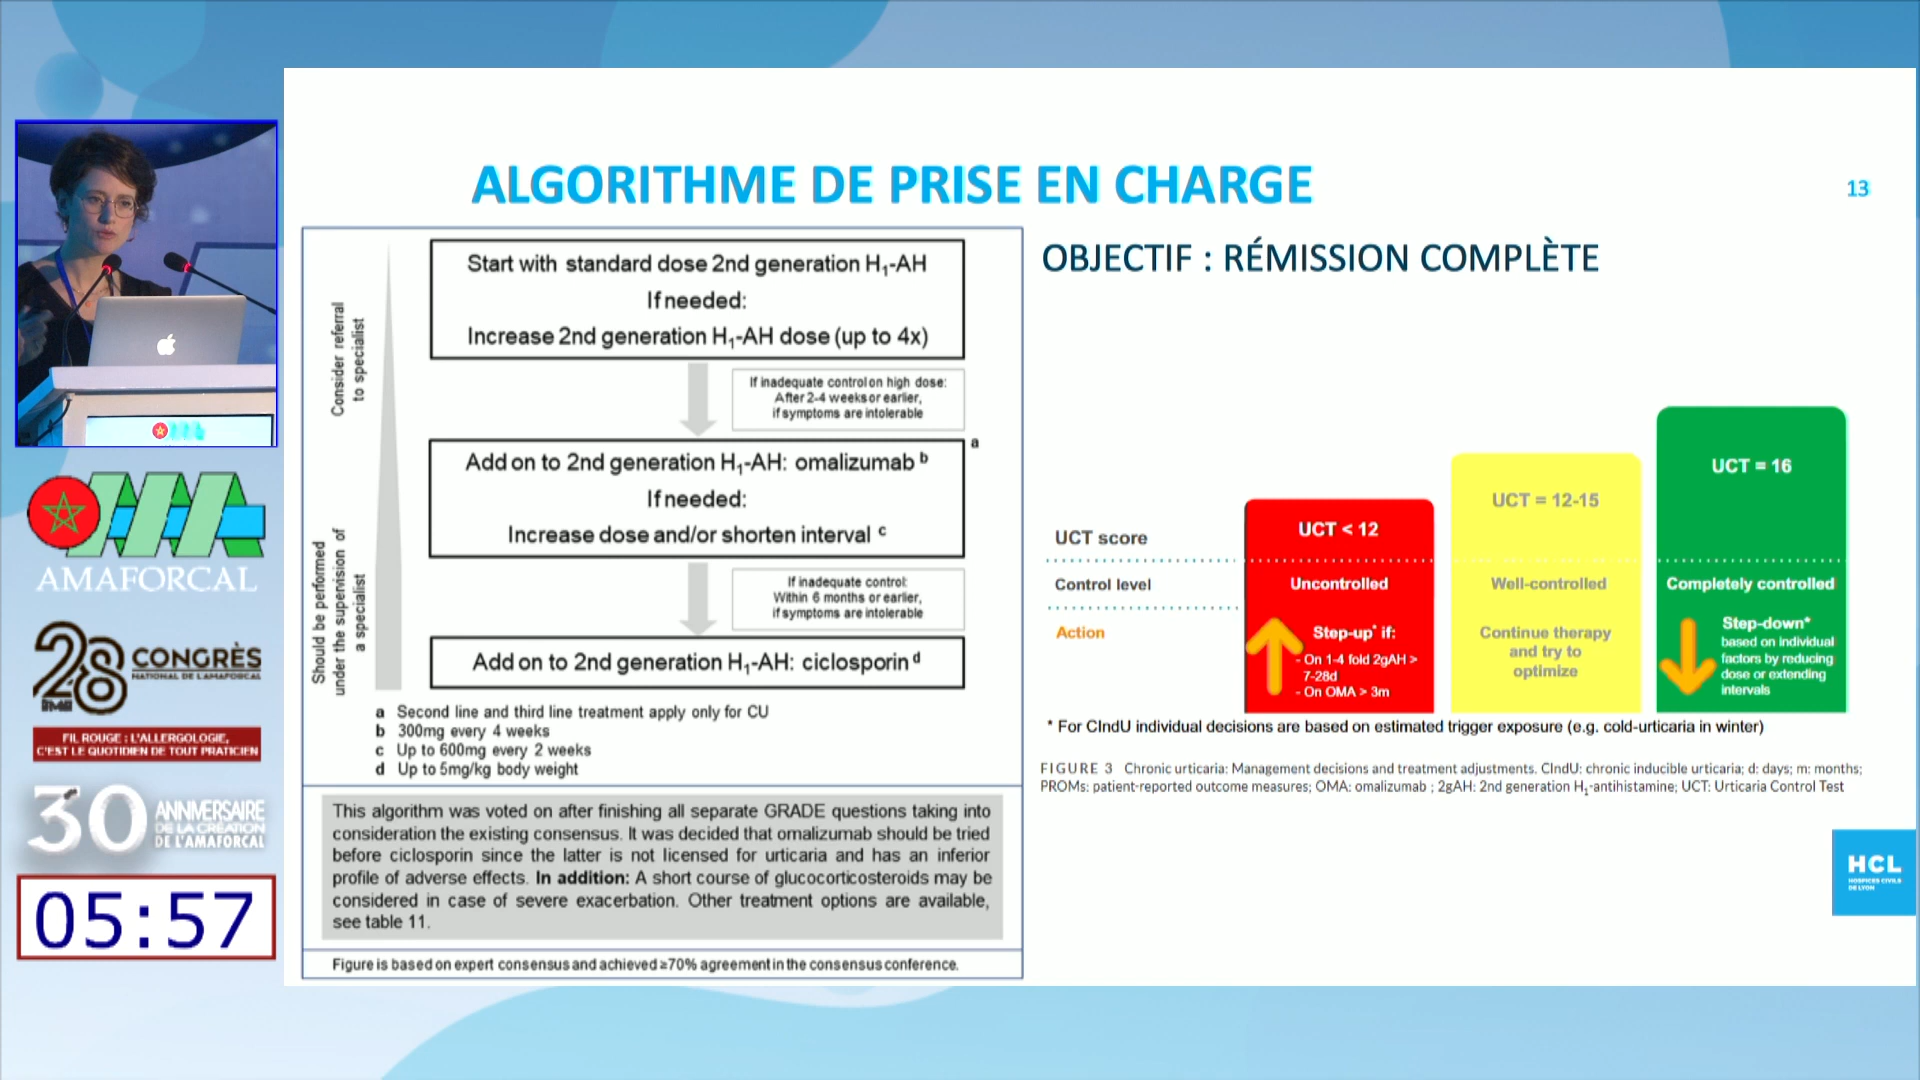 ALGORITHME DE PRISE EN CHARGE
13
Start with standard dose 2nd generation H₁-AH
If needed:
Increase 2nd generation H₁-AH dose (up to 4x)
Consider referral
to specialist
If inadequate control on high dose:
After 2-4 weeks or earlier,
if symptoms are intolerable
a
Add on to 2nd generation H₁-AH: omalizumab b
If needed:
Increase dose and/or shorten interval c
Should be performed
under the supervision of
a specialist
If inadequate control:
Within 6 months or earlier,
if symptoms are intolerable
Add on to 2nd generation H₁-AH: ciclosporin d
a Second line and third line treatment apply only for CU
b 300mg every 4 weeks
c Up to 600mg every 2 weeks
d Up to 5mg/kg body weight
This algorithm was voted on after finishing all separate GRADE questions taking into
consideration the existing consensus. It was decided that omalizumab should be tried
before ciclosporin since the latter is not licensed for urticaria and has an inferior
profile of adverse effects. In addition: A short course of glucocorticosteroids may be
considered in case of severe exacerbation. Other treatment options are available,
see table 11.
Figure is based on expert consensus and achieved ≥70% agreement in the consensus conference.
OBJECTIF : RÉMISSION COMPLÈTE
UCT score
UCT < 12
UCT = 12-15
UCT = 16
Control level
Uncontrolled
Well-controlled
Completely controlled
Action
Step-up* if:
- On 1-4 fold 2gAH >
7-28d
- On OMA > 3m
Continue therapy
and try to
optimize
Step-down*
based on individual
factors by reducing
dose or extending
intervals
* For CIndU individual decisions are based on estimated trigger exposure (e.g. cold-urticaria in winter)
FIGURE 3 Chronic urticaria: Management decisions and treatment adjustments. CIndU: chronic inducible urticaria; d: days; m: months;
PROMs: patient-reported outcome measures; OMA: omalizumab ; 2gAH: 2nd generation H₁-antihistamine; UCT: Urticaria Control Test
HCL
HOSPICES CIVILS
DE LYON
AMAFORCAL
28 CONGRÈS
NATIONAL DE L'AMAFORCAL
FIL ROUGE : L'ALLERGOLOGIE,
C'EST LE QUOTIDIEN DE TOUT PRATICIEN
30 ANNIVERSAIRE
DE LA CRÉATION
DE L'AMAFORCAL
05:57